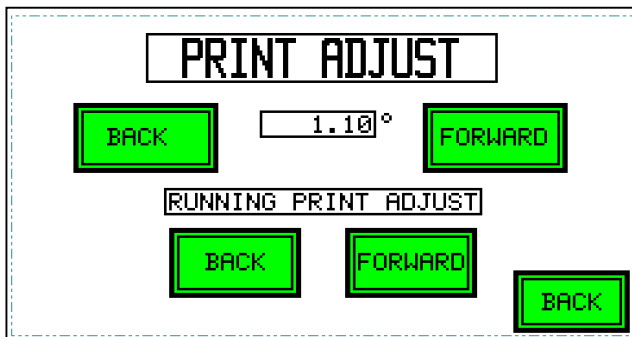 PRINT ADJUST
BACK 1.10° FORWARD
RUNNING PRINT ADJUST
BACK FORWARD
BACK